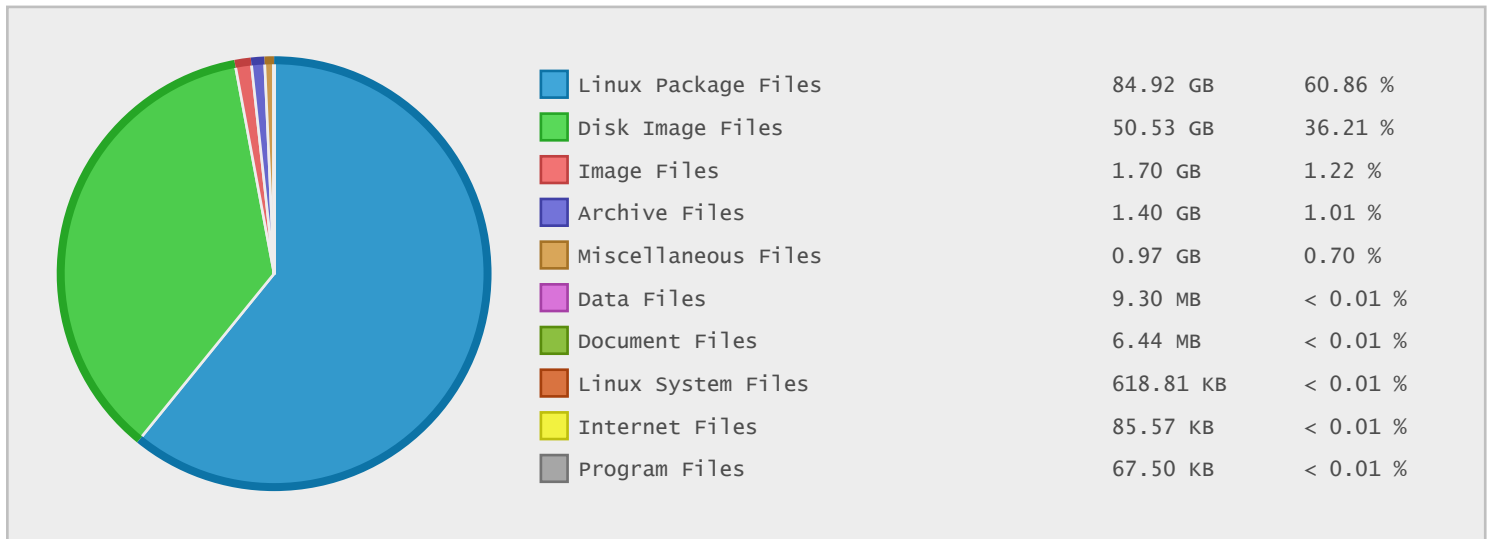 Linux Package Files 84.92 GB 60.86 %
Disk Image Files 50.53 GB 36.21 %
Image Files 1.70 GB 1.22 %
Archive Files 1.40 GB 1.01 %
Miscellaneous Files 0.97 GB 0.70 %
Data Files 9.30 MB < 0.01 %
Document Files 6.44 MB < 0.01 %
Linux System Files 618.81 KB < 0.01 %
Internet Files 85.57 KB < 0.01 %
Program Files 67.50 KB < 0.01 %